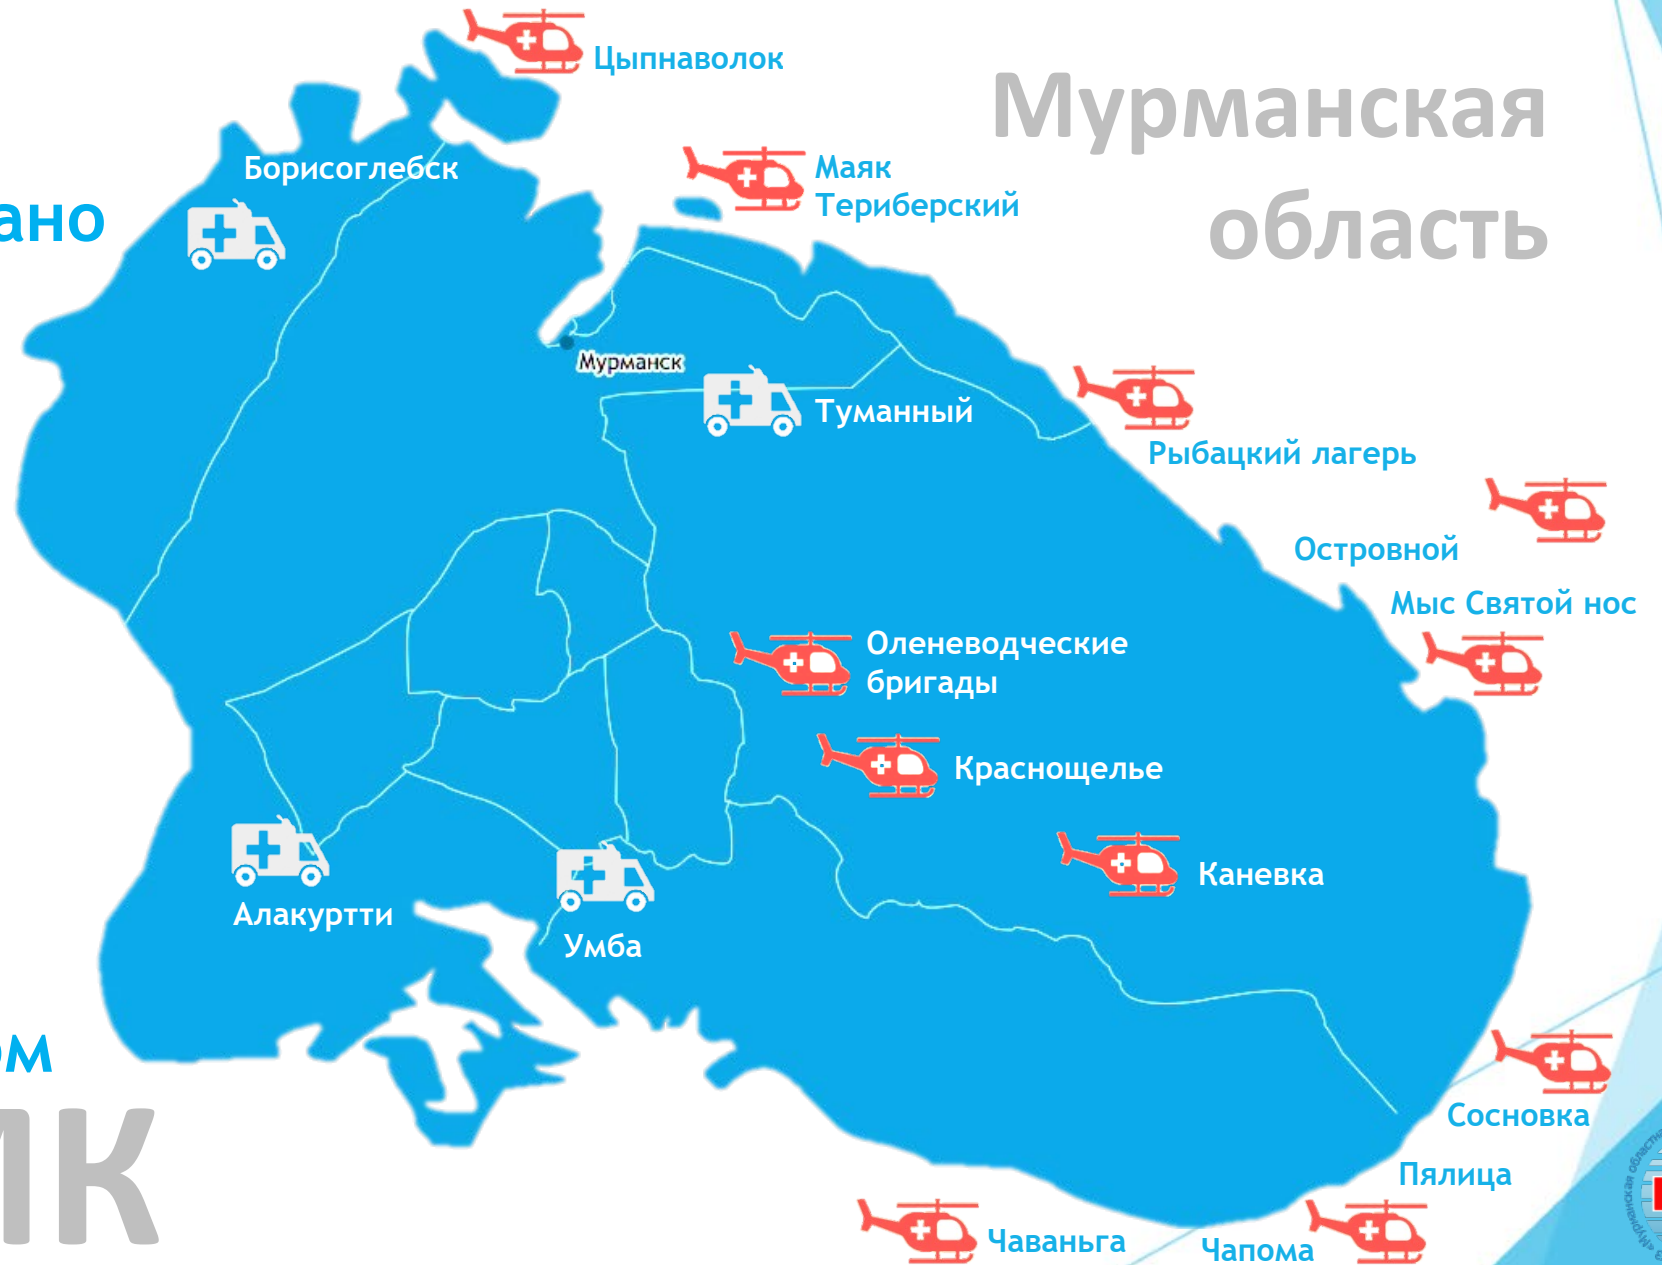 Цыпнаволок
Мурманская
область
Борисоглебск
Маяк
Териберский
ано
Мурманск
Туманный
Рыбацкий лагерь
Островной
Мыс Святой нос
Оленеводческие
бригады
Краснощелье
Каневка
Алакуртти
Умба
ом
МК
Сосновка
Пялица
Чаваньга
Чапома